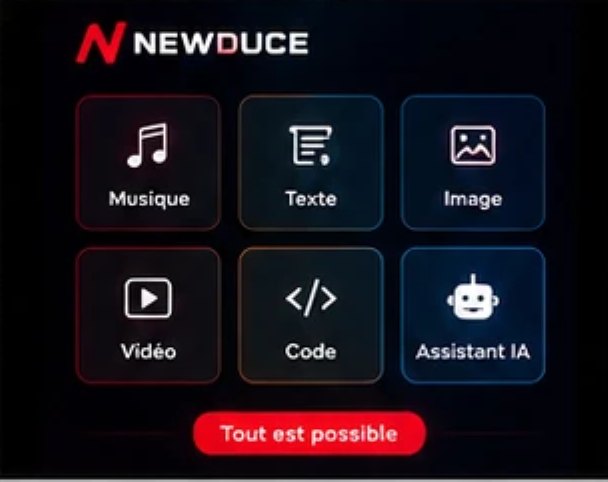 NEWDUCE
Musique
Texte
Image
Vidéo
Code
Assistant IA
Tout est possible